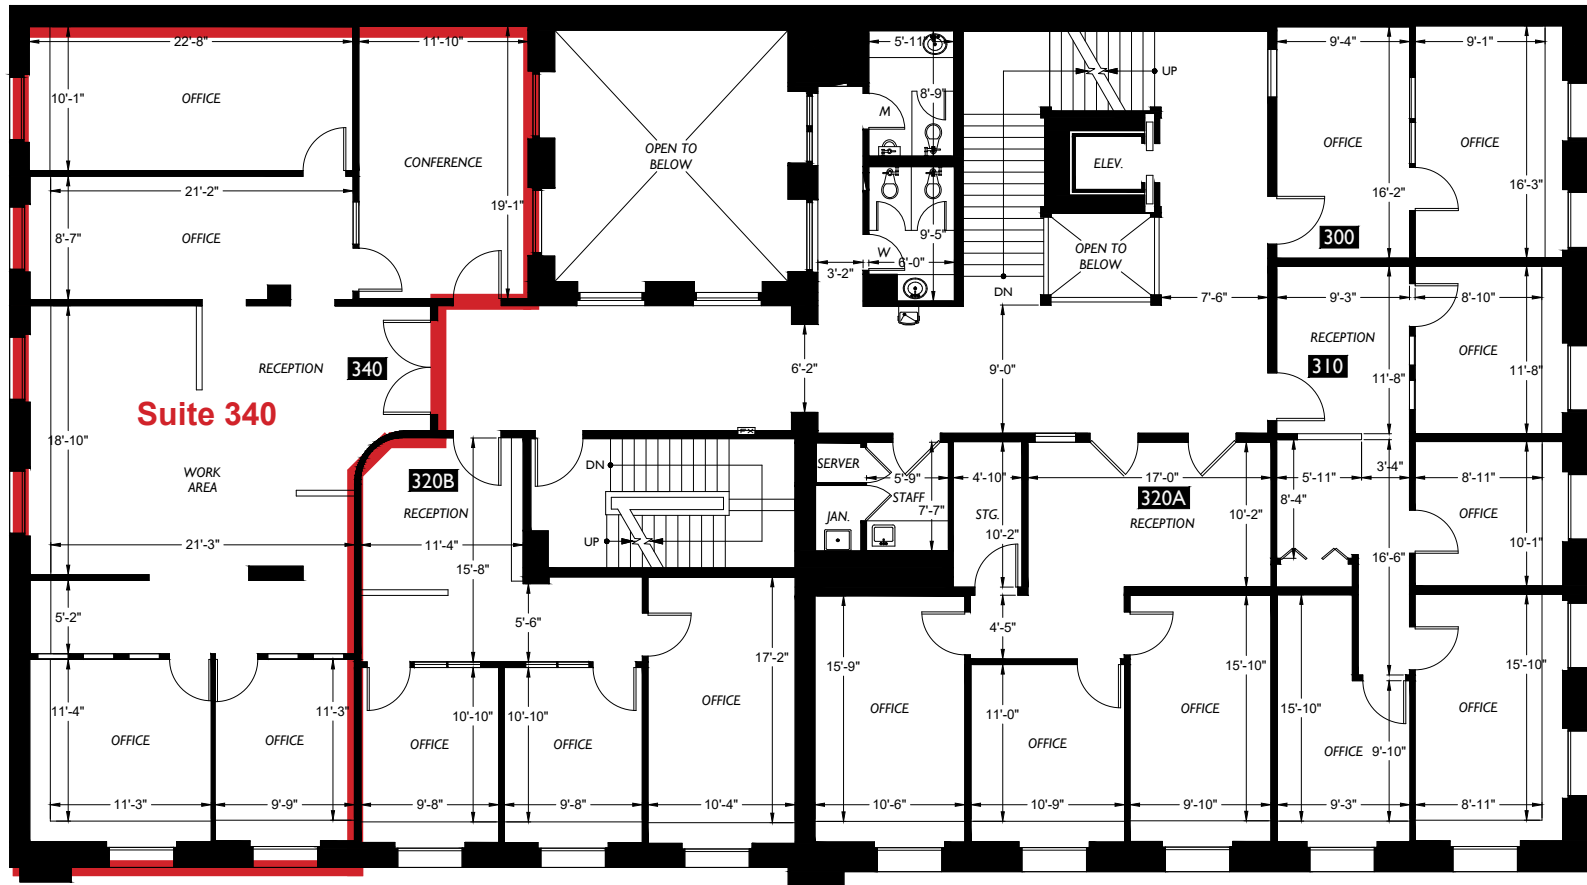 22'-8"
11'-10"
5'-11"
9'-4"
9'-1"
UP
10'-1"
OFFICE
8'-9"
M
CONFERENCE
OPEN TO
BELOW
ELEV.
OFFICE
OFFICE
21'-2"
19'-1"
16'-2"
16'-3"
8'-7"
OFFICE
9'-5"
W
6'-0"
3'-2"
OPEN TO
BELOW
300
DN
7'-6"
9'-3"
8'-10"
RECEPTION
340
6'-2"
9'-0"
RECEPTION
310
11'-8"
OFFICE
11'-8"
Suite 340
18'-10"
WORK
AREA
320B
RECEPTION
DN
UP
SERVER
5'-9"
STAFF
7'-7"
JAN.
4'-10"
STG.
10'-2"
17'-0"
320A
RECEPTION
10'-2"
5'-11"
3'-4"
8'-4"
16'-6"
8'-11"
OFFICE
10'-1"
21'-3"
11'-4"
15'-8"
5'-2"
5'-6"
4'-5"
17'-2"
15'-9"
15'-10"
15'-10"
15'-10"
11'-4"
11'-3"
10'-10"
10'-10"
11'-0"
9'-10"
OFFICE
OFFICE
OFFICE
OFFICE
OFFICE
OFFICE
OFFICE
OFFICE
OFFICE
OFFICE
11'-3"
9'-9"
9'-8"
9'-8"
10'-4"
10'-6"
10'-9"
9'-10"
9'-3"
8'-11"